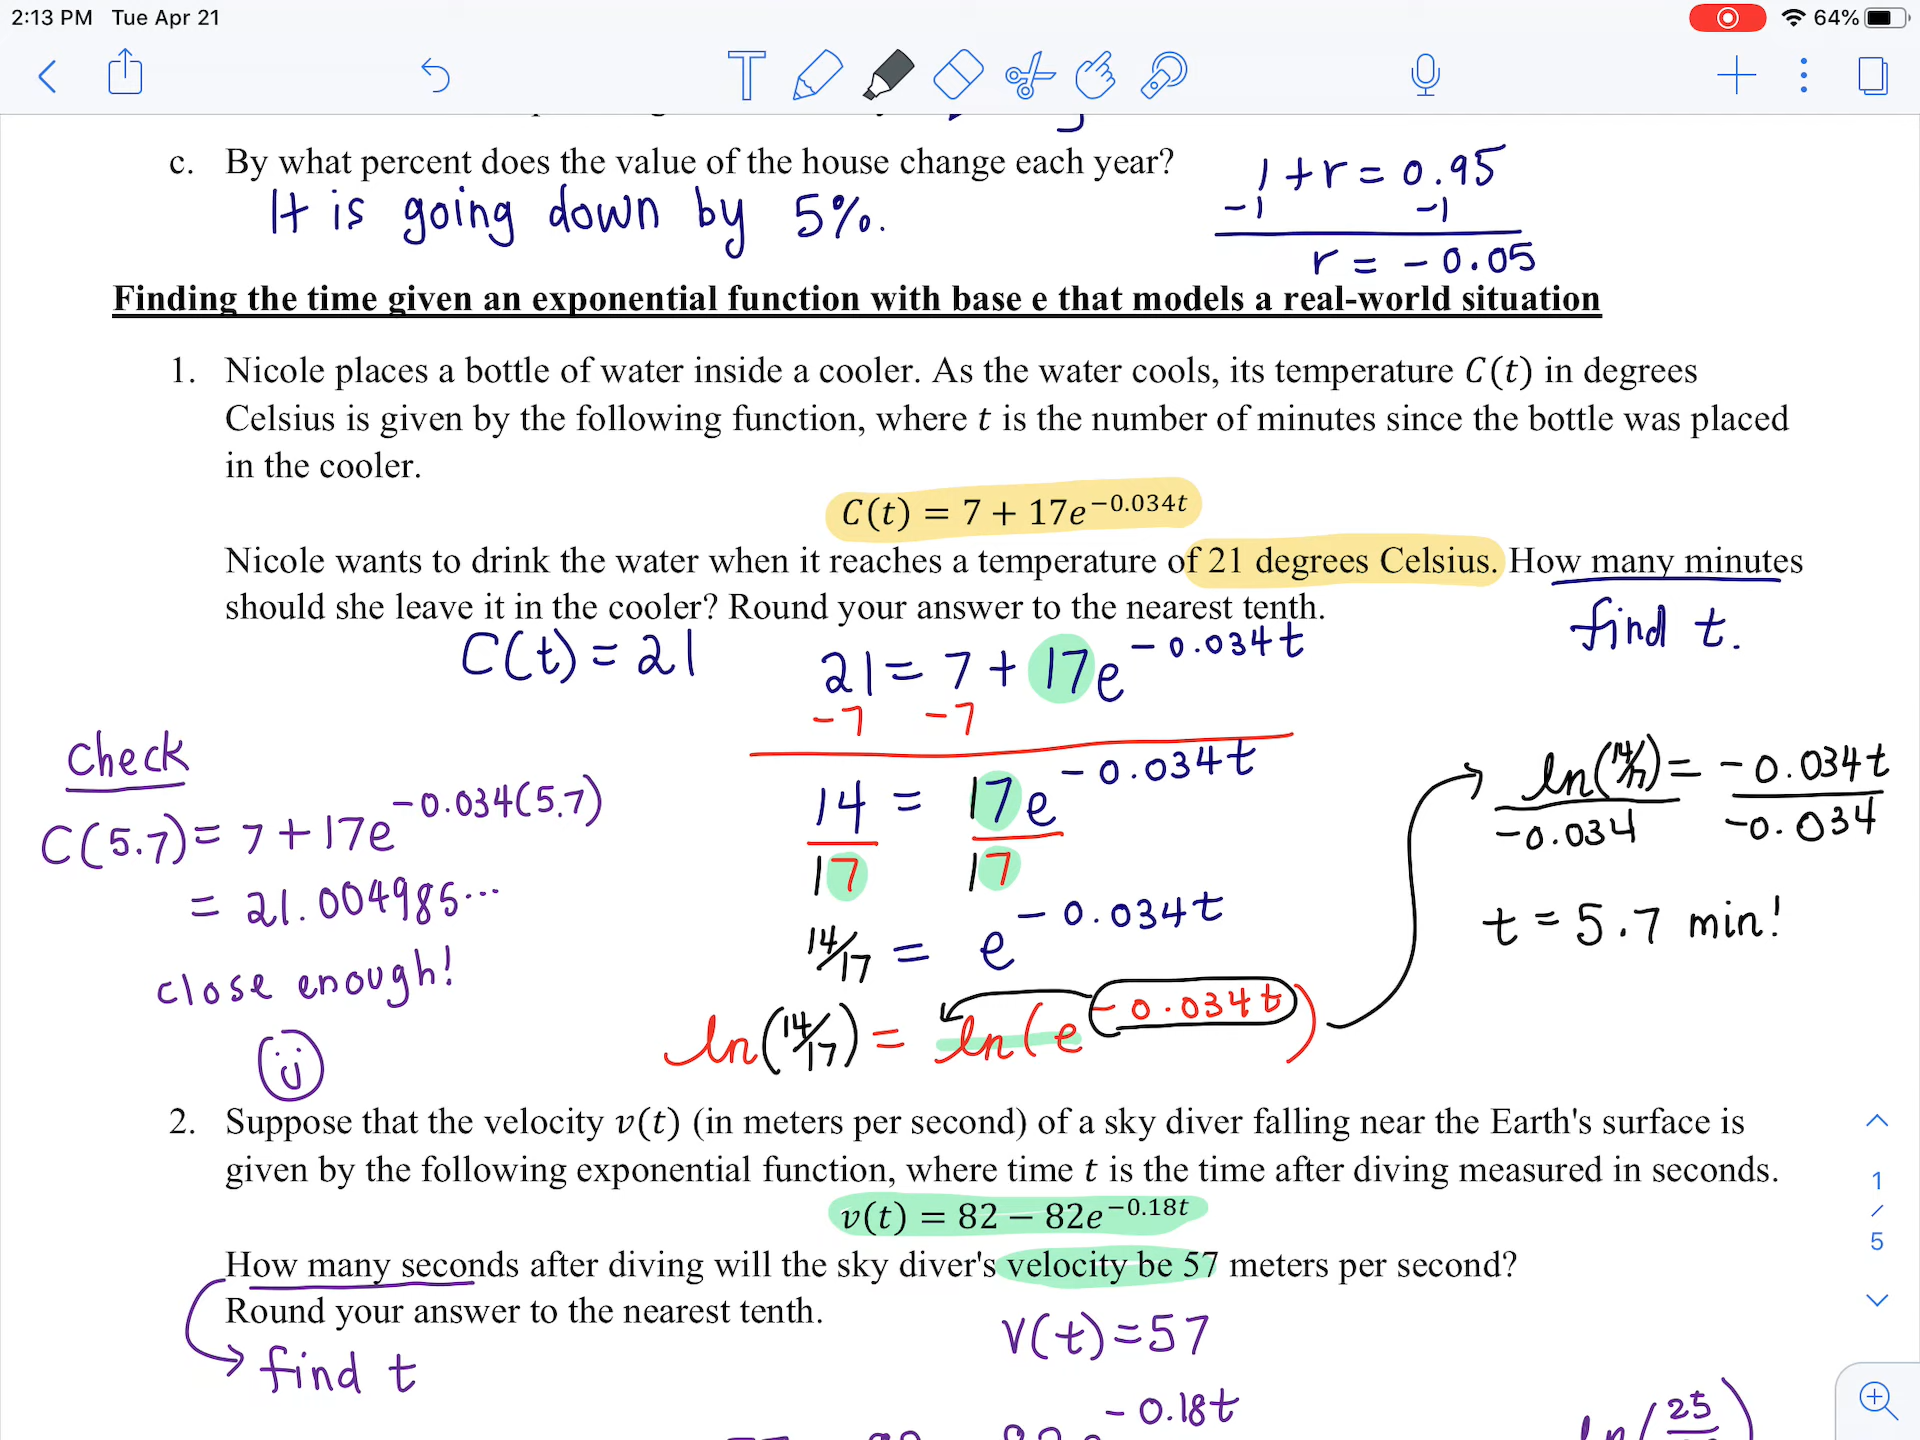 2:13 PM Tue Apr 21 64%
c. By what percent does the value of the house change each year?
It is going down by 5%.
1+r = 0.95
-1 -1
r = -0.05
Finding the time given an exponential function with base e that models a real-world situation
1. Nicole places a bottle of water inside a cooler. As the water cools, its temperature C(t) in degrees
Celsius is given by the following function, where t is the number of minutes since the bottle was placed
in the cooler.
C(t) = 7 + 17e^{-0.034t}
Nicole wants to drink the water when it reaches a temperature of 21 degrees Celsius. How many minutes
should she leave it in the cooler? Round your answer to the nearest tenth.
find t.
C(t) = 21
21 = 7 + 17e^{-0.034t}
-7 -7
14 = 17e^{-0.034t}
17 17
14/17 = e^{-0.034t}
ln(14/17) = ln(e^{-0.034t})
ln(14/17) = -0.034t
-0.034 -0.034
t = 5.7 min!
Check
C(5.7) = 7+17e^{-0.034(5.7)}
= 21.004985...
close enough!
2. Suppose that the velocity v(t) (in meters per second) of a sky diver falling near the Earth's surface is
given by the following exponential function, where time t is the time after diving measured in seconds.
v(t) = 82 − 82e^{-0.18t}
How many seconds after diving will the sky diver's velocity be 57 meters per second?
Round your answer to the nearest tenth.
find t
V(t)=57
-0.18t
ln(25
1
/
5